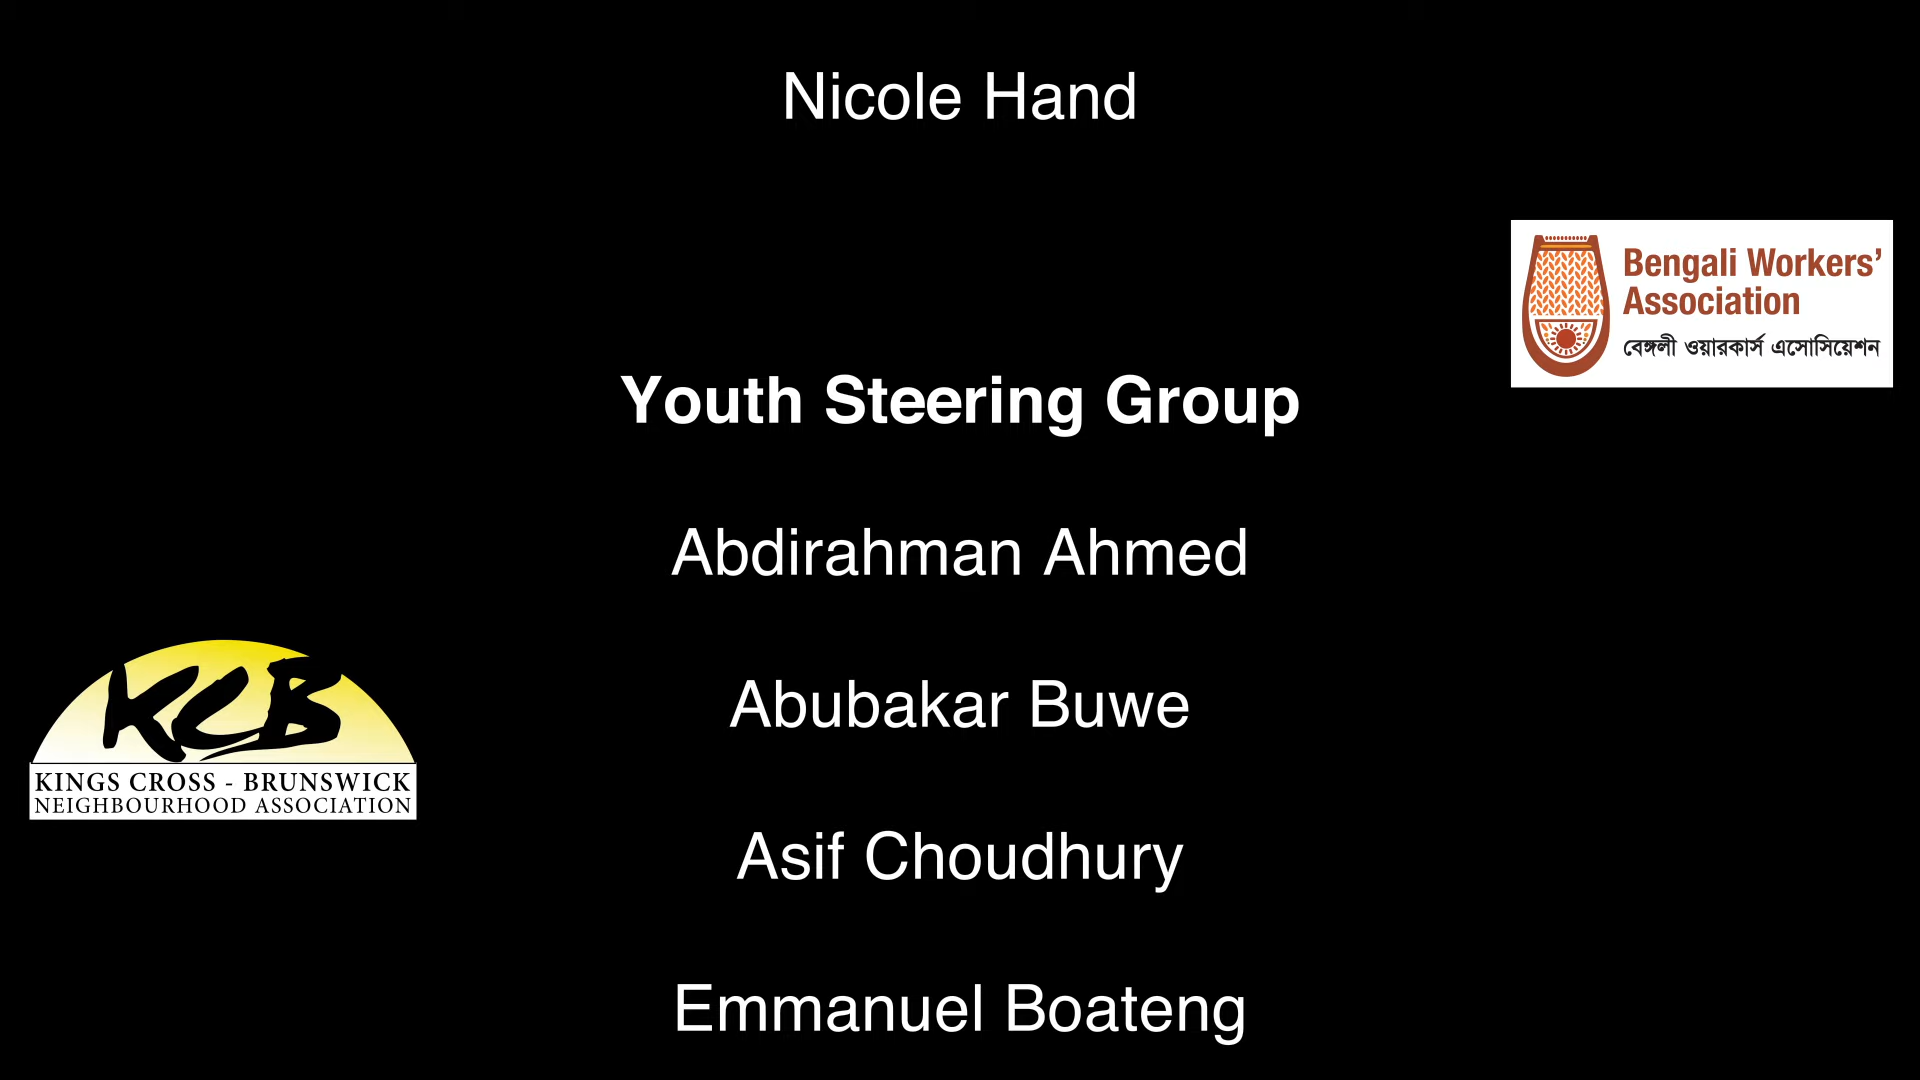 Nicole Hand
Bengali Workers’
Association
বেঙ্গলী ওয়ারকার্স এসোসিয়েশন
Youth Steering Group
Abdirahman Ahmed
KCB
KINGS CROSS - BRUNSWICK
NEIGHBOURHOOD ASSOCIATION
Abubakar Buwe
Asif Choudhury
Emmanuel Boateng